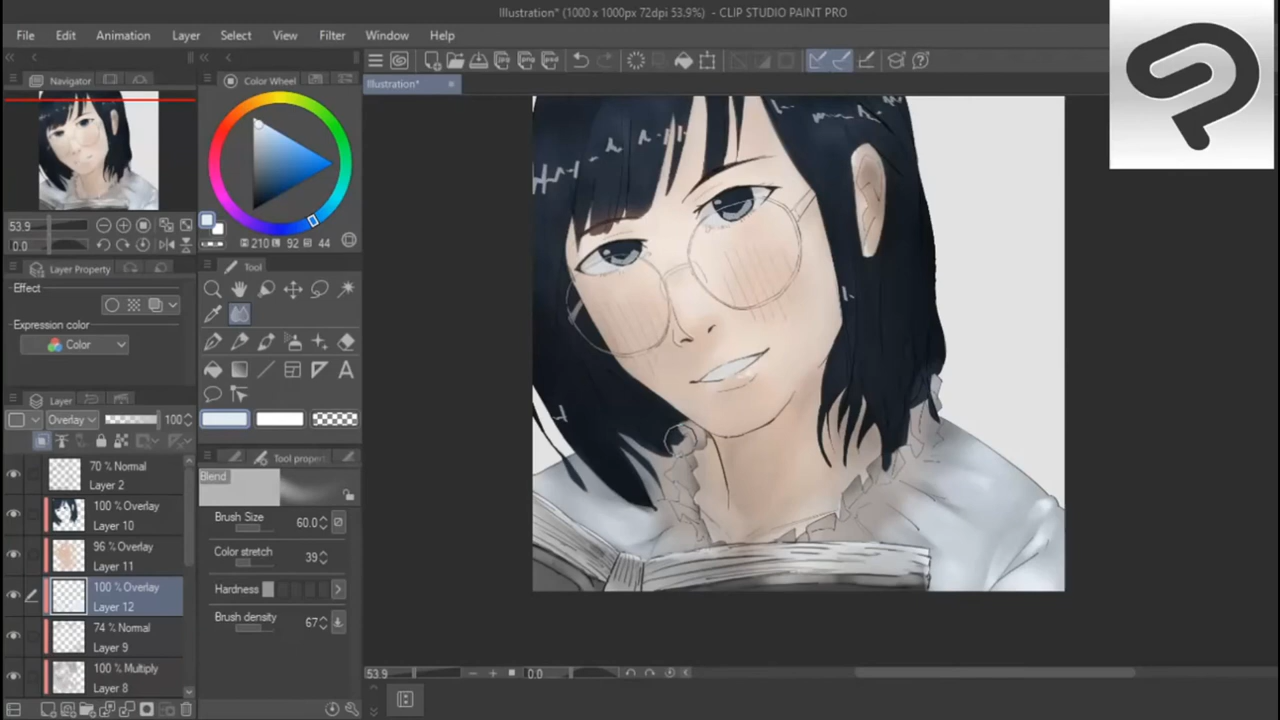 Illustration* (1000 x 1000px 72dpi 53.9%) - CLIP STUDIO PAINT PRO
File Edit Animation Layer Select View Filter Window Help
Navigator
Color Wheel
Illustration*
53.9
0.0
210 92 44
Layer Property
Tool
Effect
Expression color
Color
Layer
Overlay 100
Tool proper
70 % Normal
Layer 2
Blend
100 % Overlay
Layer 10
Brush Size 60.0
96 % Overlay
Layer 11
Color stretch 39
100 % Overlay
Layer 12
Hardness
Brush density 67
74 % Normal
Layer 9
100 % Multiply
Layer 8
53.9 0.0